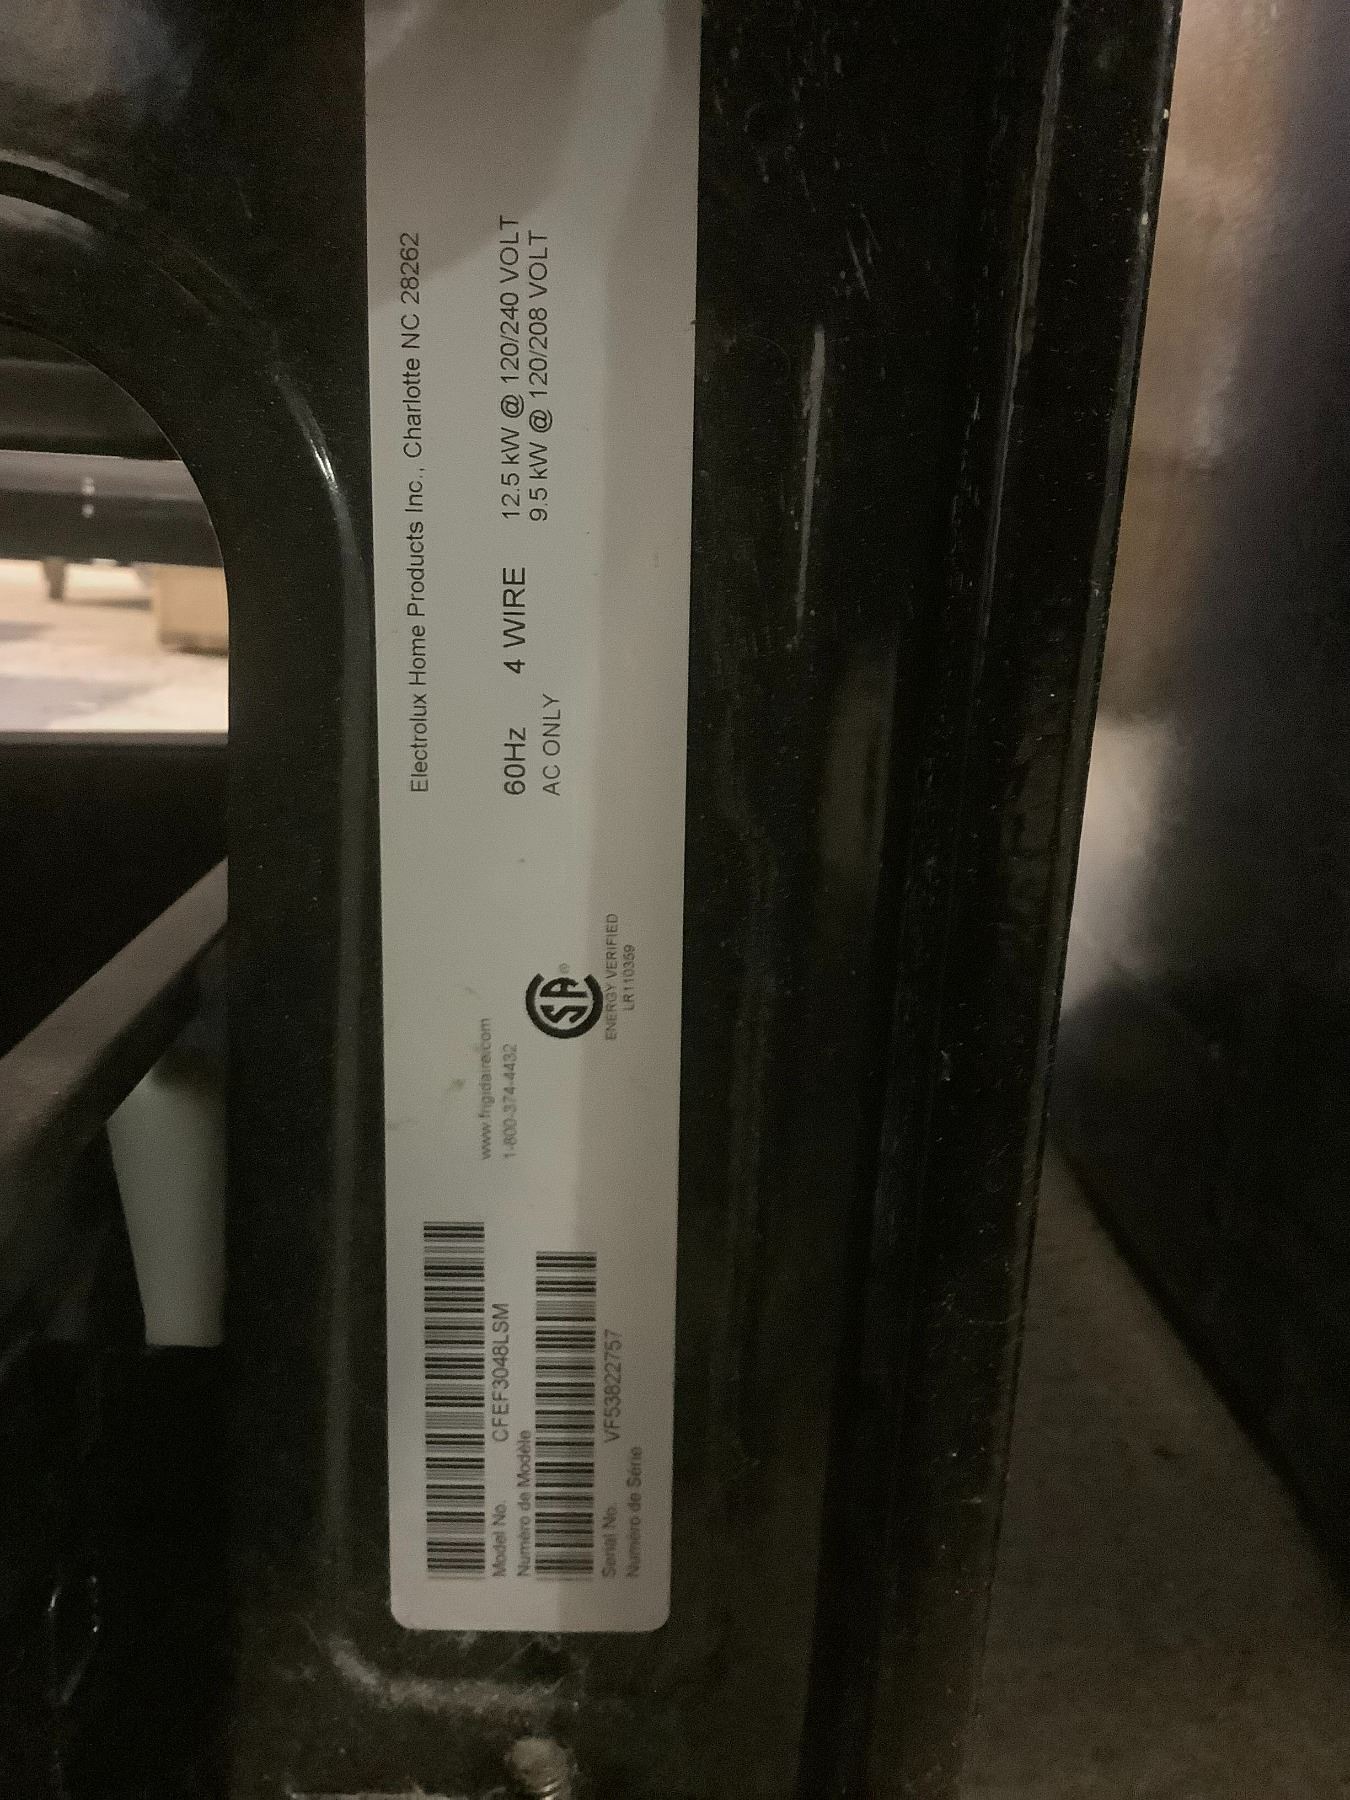 Electrolux Home Products Inc., Charlotte NC 28262
www.frigidaire.com
1-800-374-4432
Model No. CFEF3048LSM
Numéro de Modèle
Serial No. VF53822757
Numéro de Série
SA®
ENERGY VERIFIED
LR110359
60Hz 4 WIRE 12.5 kW @ 120/240 VOLT
AC ONLY 9.5 kW @ 120/208 VOLT